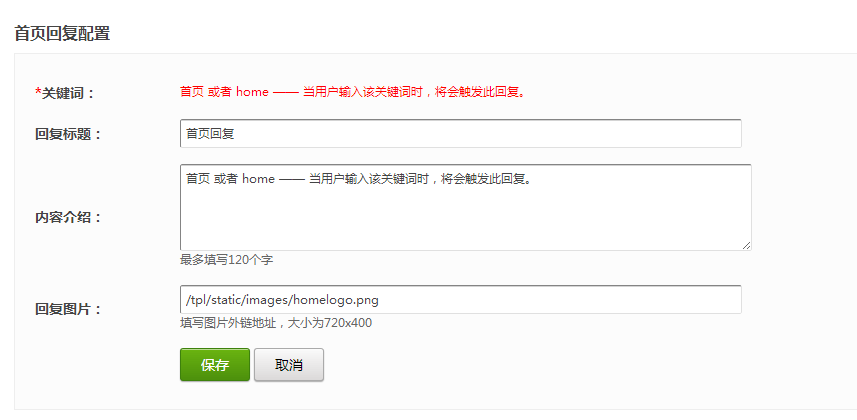 首页回复配置
*关键词： 首页 或者 home —— 当用户输入该关键词时，将会触发此回复。
回复标题： 首页回复
内容介绍： 首页 或者 home —— 当用户输入该关键词时，将会触发此回复。
最多填写120个字
回复图片： /tpl/static/images/homelogo.png
填写图片外链地址，大小为720x400
保存 取消